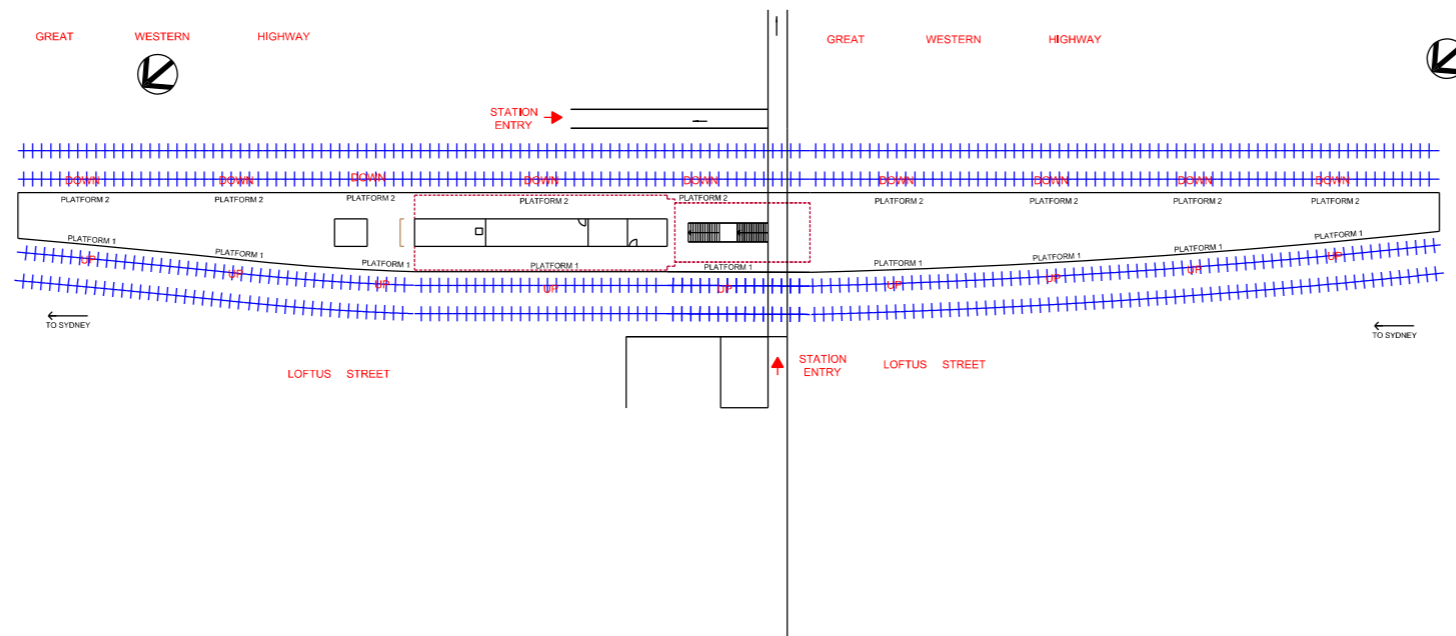 GREAT WESTERN HIGHWAY
GREAT WESTERN HIGHWAY
STATION
ENTRY
DOWN
DOWN
DOWN
DOWN
DOWN
DOWN
DOWN
DOWN
DOWN
PLATFORM 2
PLATFORM 2
PLATFORM 2
PLATFORM 2
PLATFORM 2
PLATFORM 2
PLATFORM 2
PLATFORM 2
PLATFORM 2
PLATFORM 1
PLATFORM 1
PLATFORM 1
PLATFORM 1
PLATFORM 1
PLATFORM 1
PLATFORM 1
PLATFORM 1
PLATFORM 1
UP
UP
UP
UP
UP
UP
UP
UP
UP
TO SYDNEY
TO SYDNEY
STATION
ENTRY
LOFTUS STREET
LOFTUS STREET